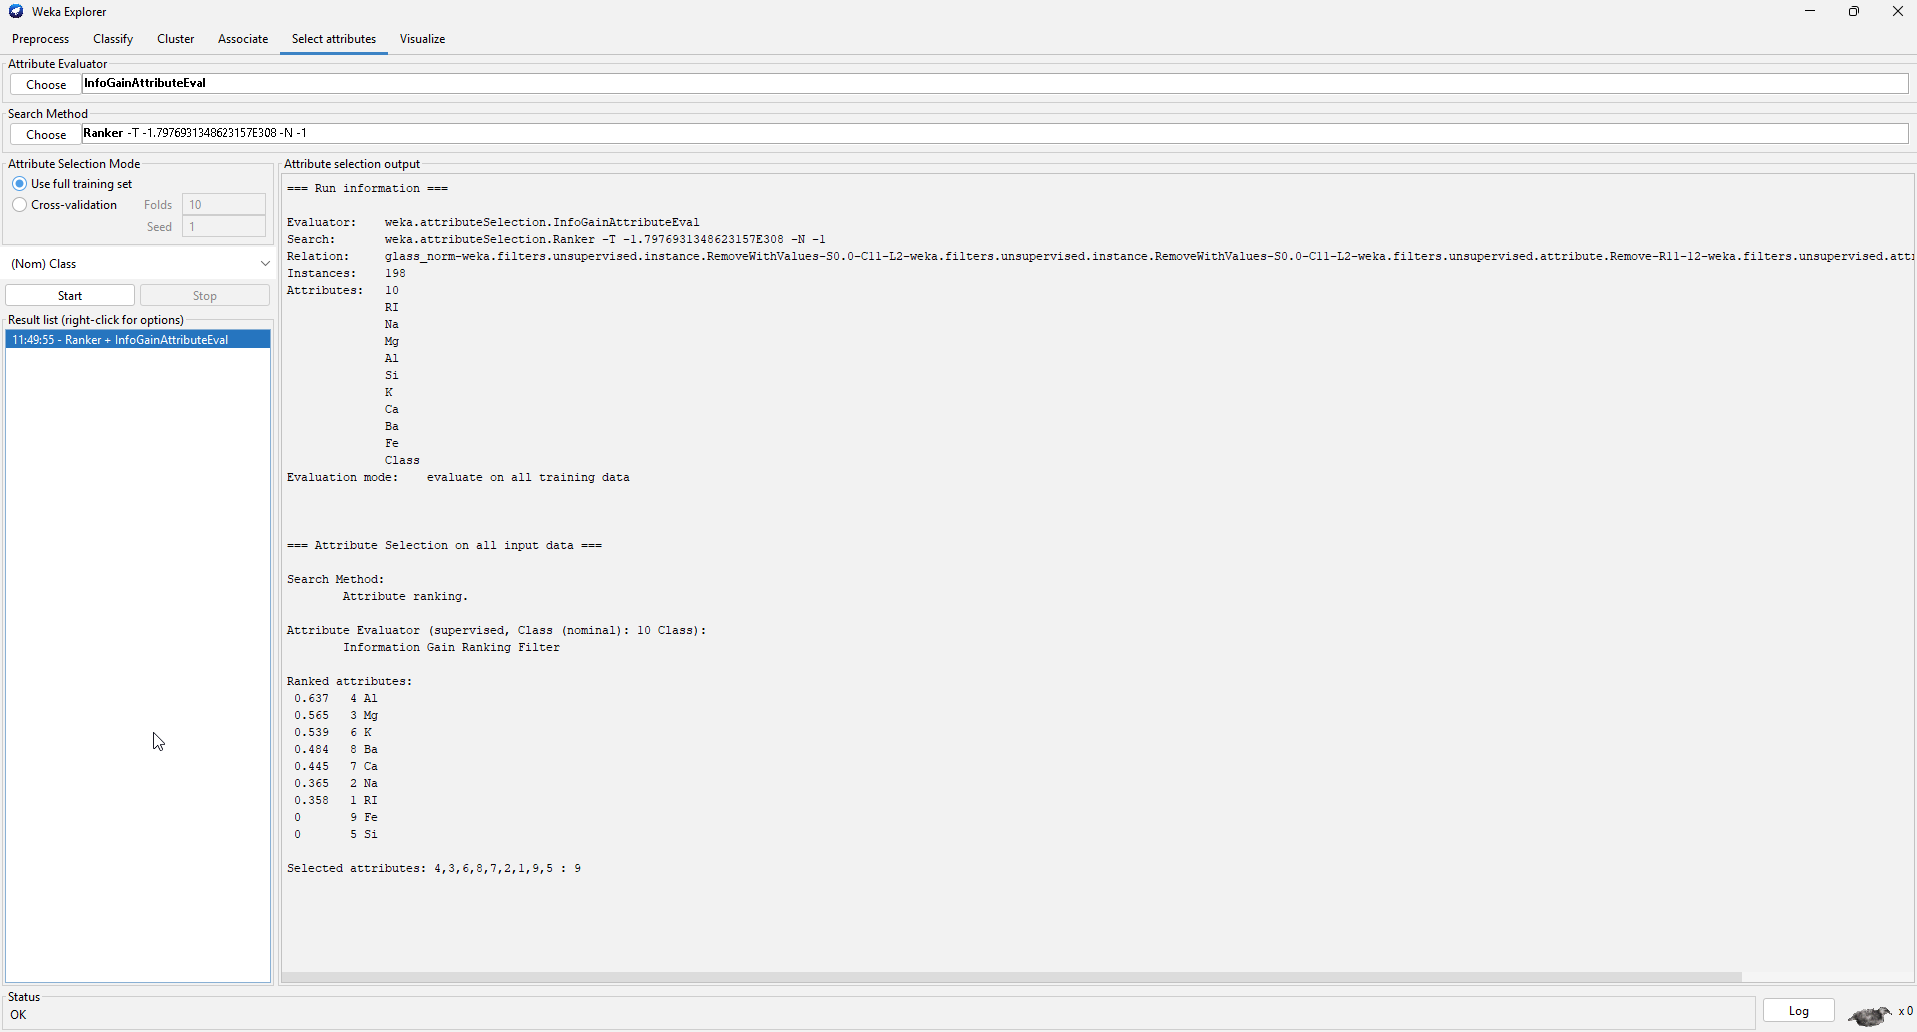 Weka Explorer
Preprocess Classify Cluster Associate Select attributes Visualize
Attribute Evaluator
Choose InfoGainAttributeEval
Search Method
Choose Ranker -T -1.7976931348623157E308 -N -1
Attribute Selection Mode
Use full training set
Cross-validation Folds 10
Seed 1
(Nom) Class
Start Stop
Result list (right-click for options)
11:49:55 - Ranker + InfoGainAttributeEval
Attribute selection output
=== Run information ===
Evaluator: weka.attributeSelection.InfoGainAttributeEval
Search: weka.attributeSelection.Ranker -T -1.7976931348623157E308 -N -1
Relation: glass_norm-weka.filters.unsupervised.instance.RemoveWithValues-S0.0-C11-L2-weka.filters.unsupervised.instance.RemoveWithValues-S0.0-C11-L2-weka.filters.unsupervised.attribute.Remove-R11-12-weka.filters.unsupervised.att
Instances: 198
Attributes: 10
RI
Na
Mg
Al
Si
K
Ca
Ba
Fe
Class
Evaluation mode: evaluate on all training data
=== Attribute Selection on all input data ===
Search Method:
Attribute ranking.
Attribute Evaluator (supervised, Class (nominal): 10 Class):
Information Gain Ranking Filter
Ranked attributes:
0.637 4 Al
0.565 3 Mg
0.539 6 K
0.484 8 Ba
0.445 7 Ca
0.365 2 Na
0.358 1 RI
0 9 Fe
0 5 Si
Selected attributes: 4,3,6,8,7,2,1,9,5 : 9
Status
OK
Log
x 0